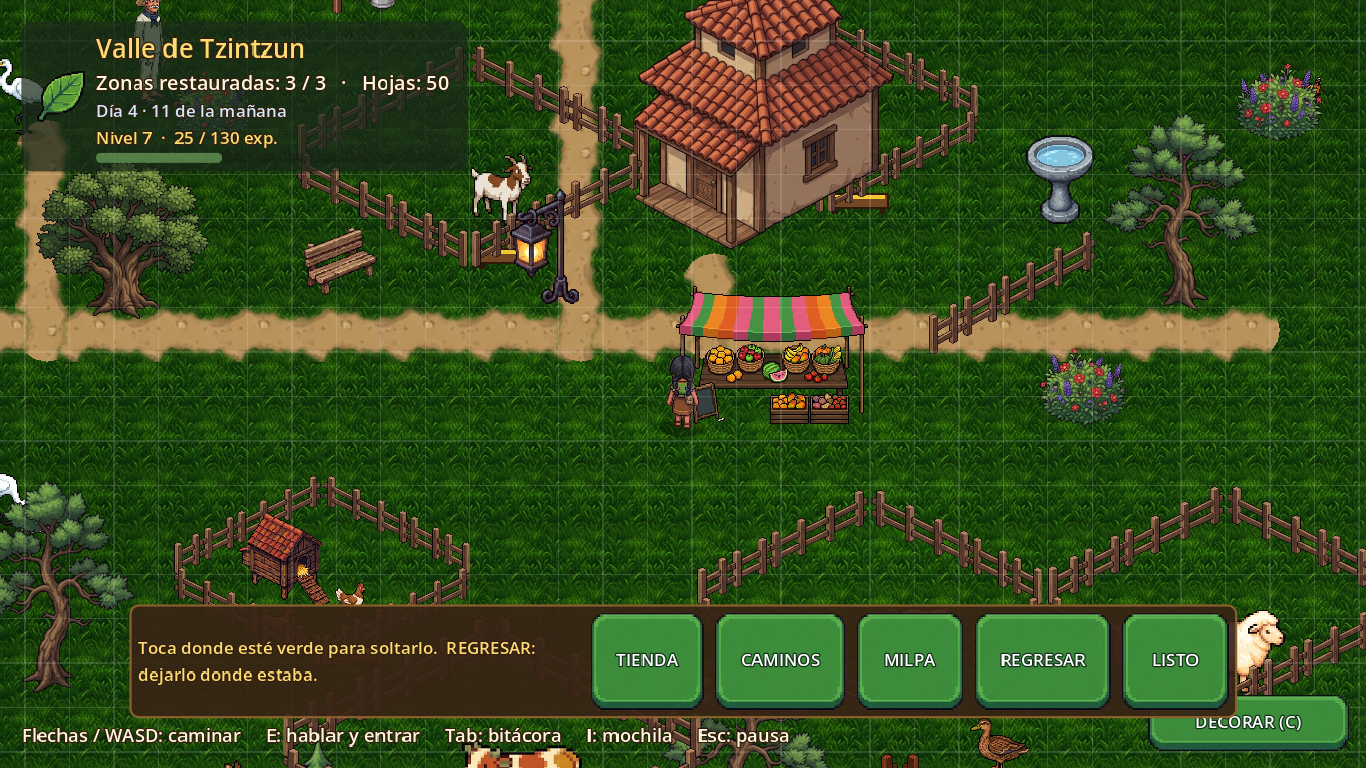 Valle de Tzintzun
Zonas restauradas: 3 / 3 · Hojas: 50
Día 4 · 11 de la mañana
Nivel 7 · 25 / 130 exp.
Toca donde esté verde para soltarlo. REGRESAR:
dejarlo donde estaba.
TIENDA
CAMINOS
MILPA
REGRESAR
LISTO
DECORAR (C)
Flechas / WASD: caminar E: hablar y entrar Tab: bitácora I: mochila Esc: pausa